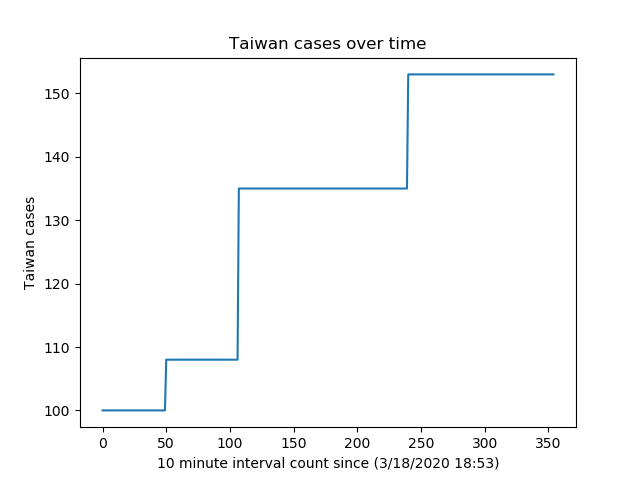 Taiwan cases over time
150
140
130
120
110
100
Taiwan cases
0 50 100 150 200 250 300 350
10 minute interval count since (3/18/2020 18:53)